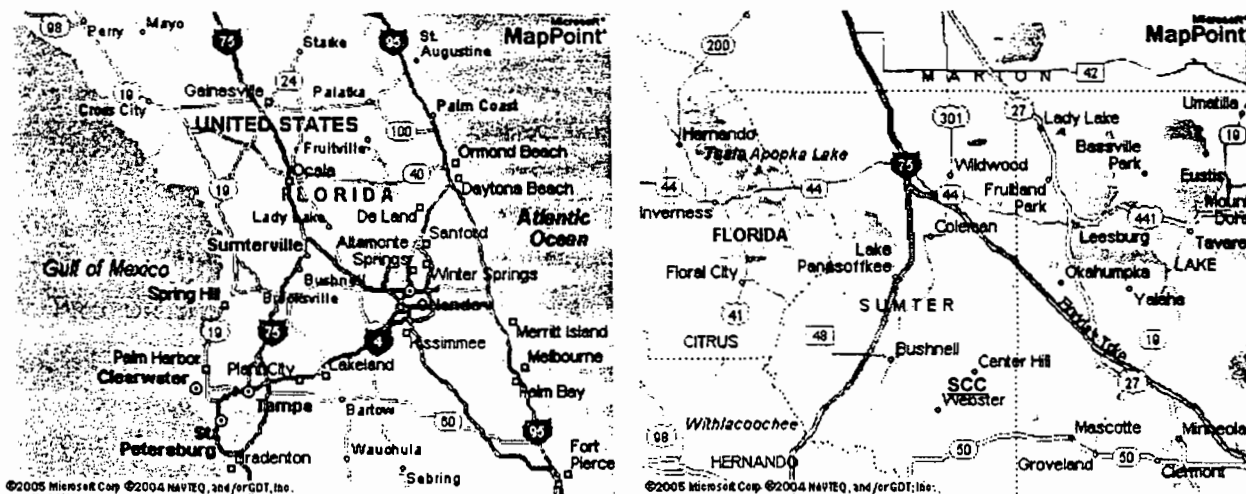 Microsoft®
MapPoint®
98
Perry
Mayo
75
Starke
95
St.
Augustine
24
Gainesville
Palatka
19
Cross City
Palm Coast
UNITED STATES
100
Fruitville
Ormond Beach
Ocala
40
Daytona Beach
19
FLORIDA
De Land
Lady Lake
Atlantic
Ocean
Sumterville
Altamonte
Springs
Sanford
Gulf of Mexico
Bushnell
Winter Springs
Spring Hill
Brooksville
Orlando
19
75
4
Kissimmee
Merritt Island
Palm Harbor
Plant City
Lakeland
Melbourne
Clearwater
Palm Bay
Tampa
Bartow
St.
Petersburg
60
95
Wauchula
Fort
Pierce
Bradenton
Sebring
©2005 Microsoft Corp ©2004 NAVTEQ, and/or GDT, Inc.
Microsoft®
MapPoint®
200
MARION
42
27
Umatilla
301
Lady Lake
Hernando
Bassville
Park
19
Tsala Apopka Lake
75
Wildwood
Eustis
44
44
44
Fruitland
Park
Mount
Dora
Inverness
441
Coleman
Leesburg
Tavares
FLORIDA
Lake
Panasoffkee
LAKE
Floral City
Okahumpka
Yalaha
SUMTER
41
48
CITRUS
Florida's Tpke
19
Bushnell
Center Hill
27
SCC
Webster
Withlacoochee
98
Mascotte
Minneola
HERNANDO
50
Groveland
50
Clermont
©2005 Microsoft Corp ©2004 NAVTEQ, and/or GDT, Inc.